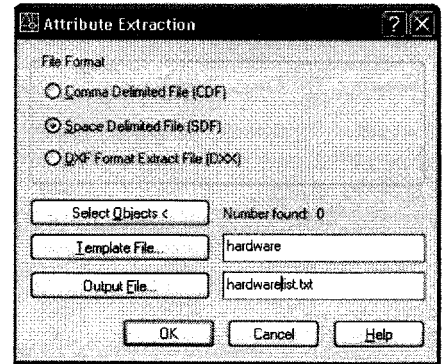 Attribute Extraction
File Format
Comma Delimited File (CDF)
Space Delimited File (SDF)
DXF Format Extract File (DXX)
Select Objects <
Number found: 0
Template File...
hardware
Output File...
hardwarelist.txt
OK
Cancel
Help